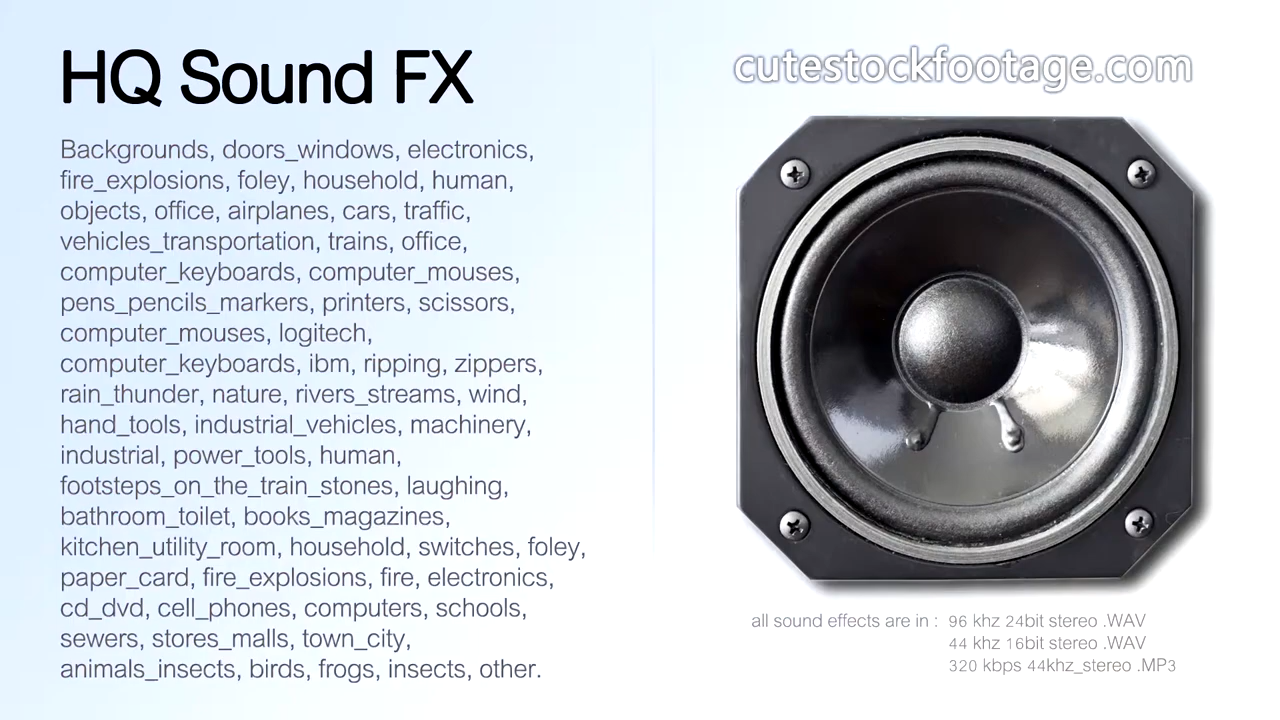 HQ Sound FX
cutestockfootage.com
Backgrounds, doors_windows, electronics,
fire_explosions, foley, household, human,
objects, office, airplanes, cars, traffic,
vehicles_transportation, trains, office,
computer_keyboards, computer_mouses,
pens_pencils_markers, printers, scissors,
computer_mouses, logitech,
computer_keyboards, ibm, ripping, zippers,
rain_thunder, nature, rivers_streams, wind,
hand_tools, industrial_vehicles, machinery,
industrial, power_tools, human,
footsteps_on_the_train_stones, laughing,
bathroom_toilet, books_magazines,
kitchen_utility_room, household, switches, foley,
paper_card, fire_explosions, fire, electronics,
cd_dvd, cell_phones, computers, schools,
sewers, stores_malls, town_city,
animals_insects, birds, frogs, insects, other.
all sound effects are in : 96 khz 24bit stereo .WAV
44 khz 16bit stereo .WAV
320 kbps 44khz_stereo .MP3